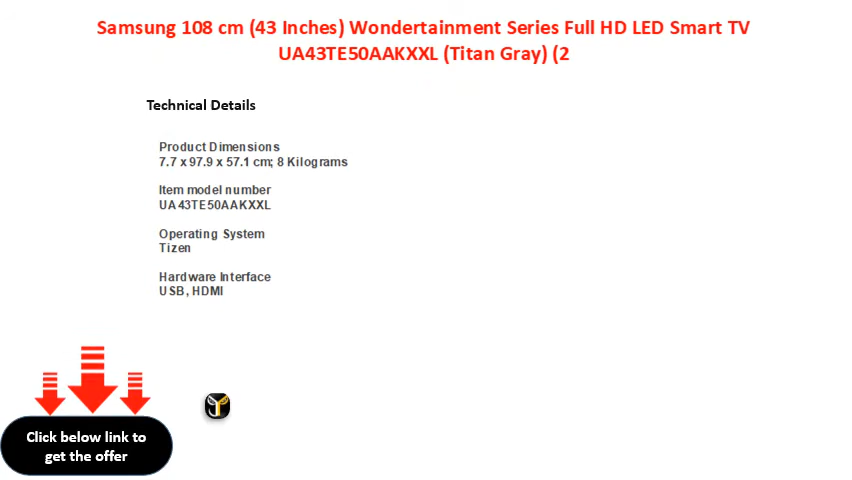 Samsung 108 cm (43 Inches) Wondertainment Series Full HD LED Smart TV
UA43TE50AAKXXL (Titan Gray) (2
Technical Details
Product Dimensions
7.7 x 97.9 x 57.1 cm; 8 Kilograms
Item model number
UA43TE50AAKXXL
Operating System
Tizen
Hardware Interface
USB, HDMI
Click below link to
get the offer